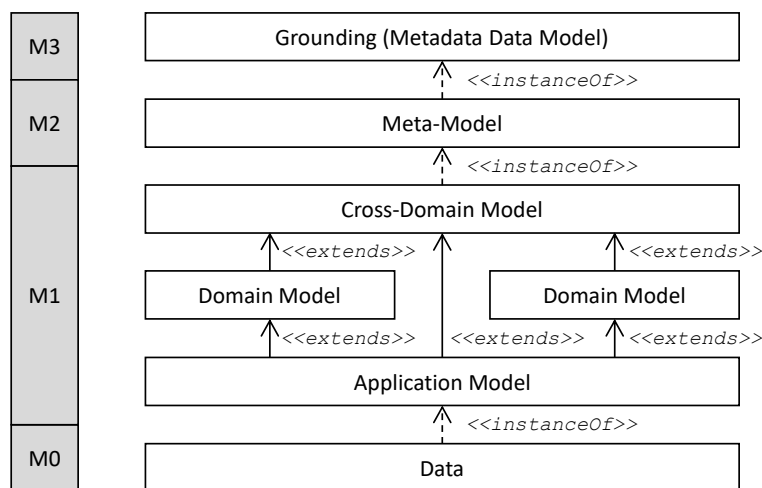 M3
Grounding (Metadata Data Model)
<<instanceOf>>
M2
Meta-Model
<<instanceOf>>
M1
Cross-Domain Model
<<extends>>
<<extends>>
Domain Model
Domain Model
<<extends>>
<<extends>>
<<extends>>
Application Model
<<instanceOf>>
M0
Data